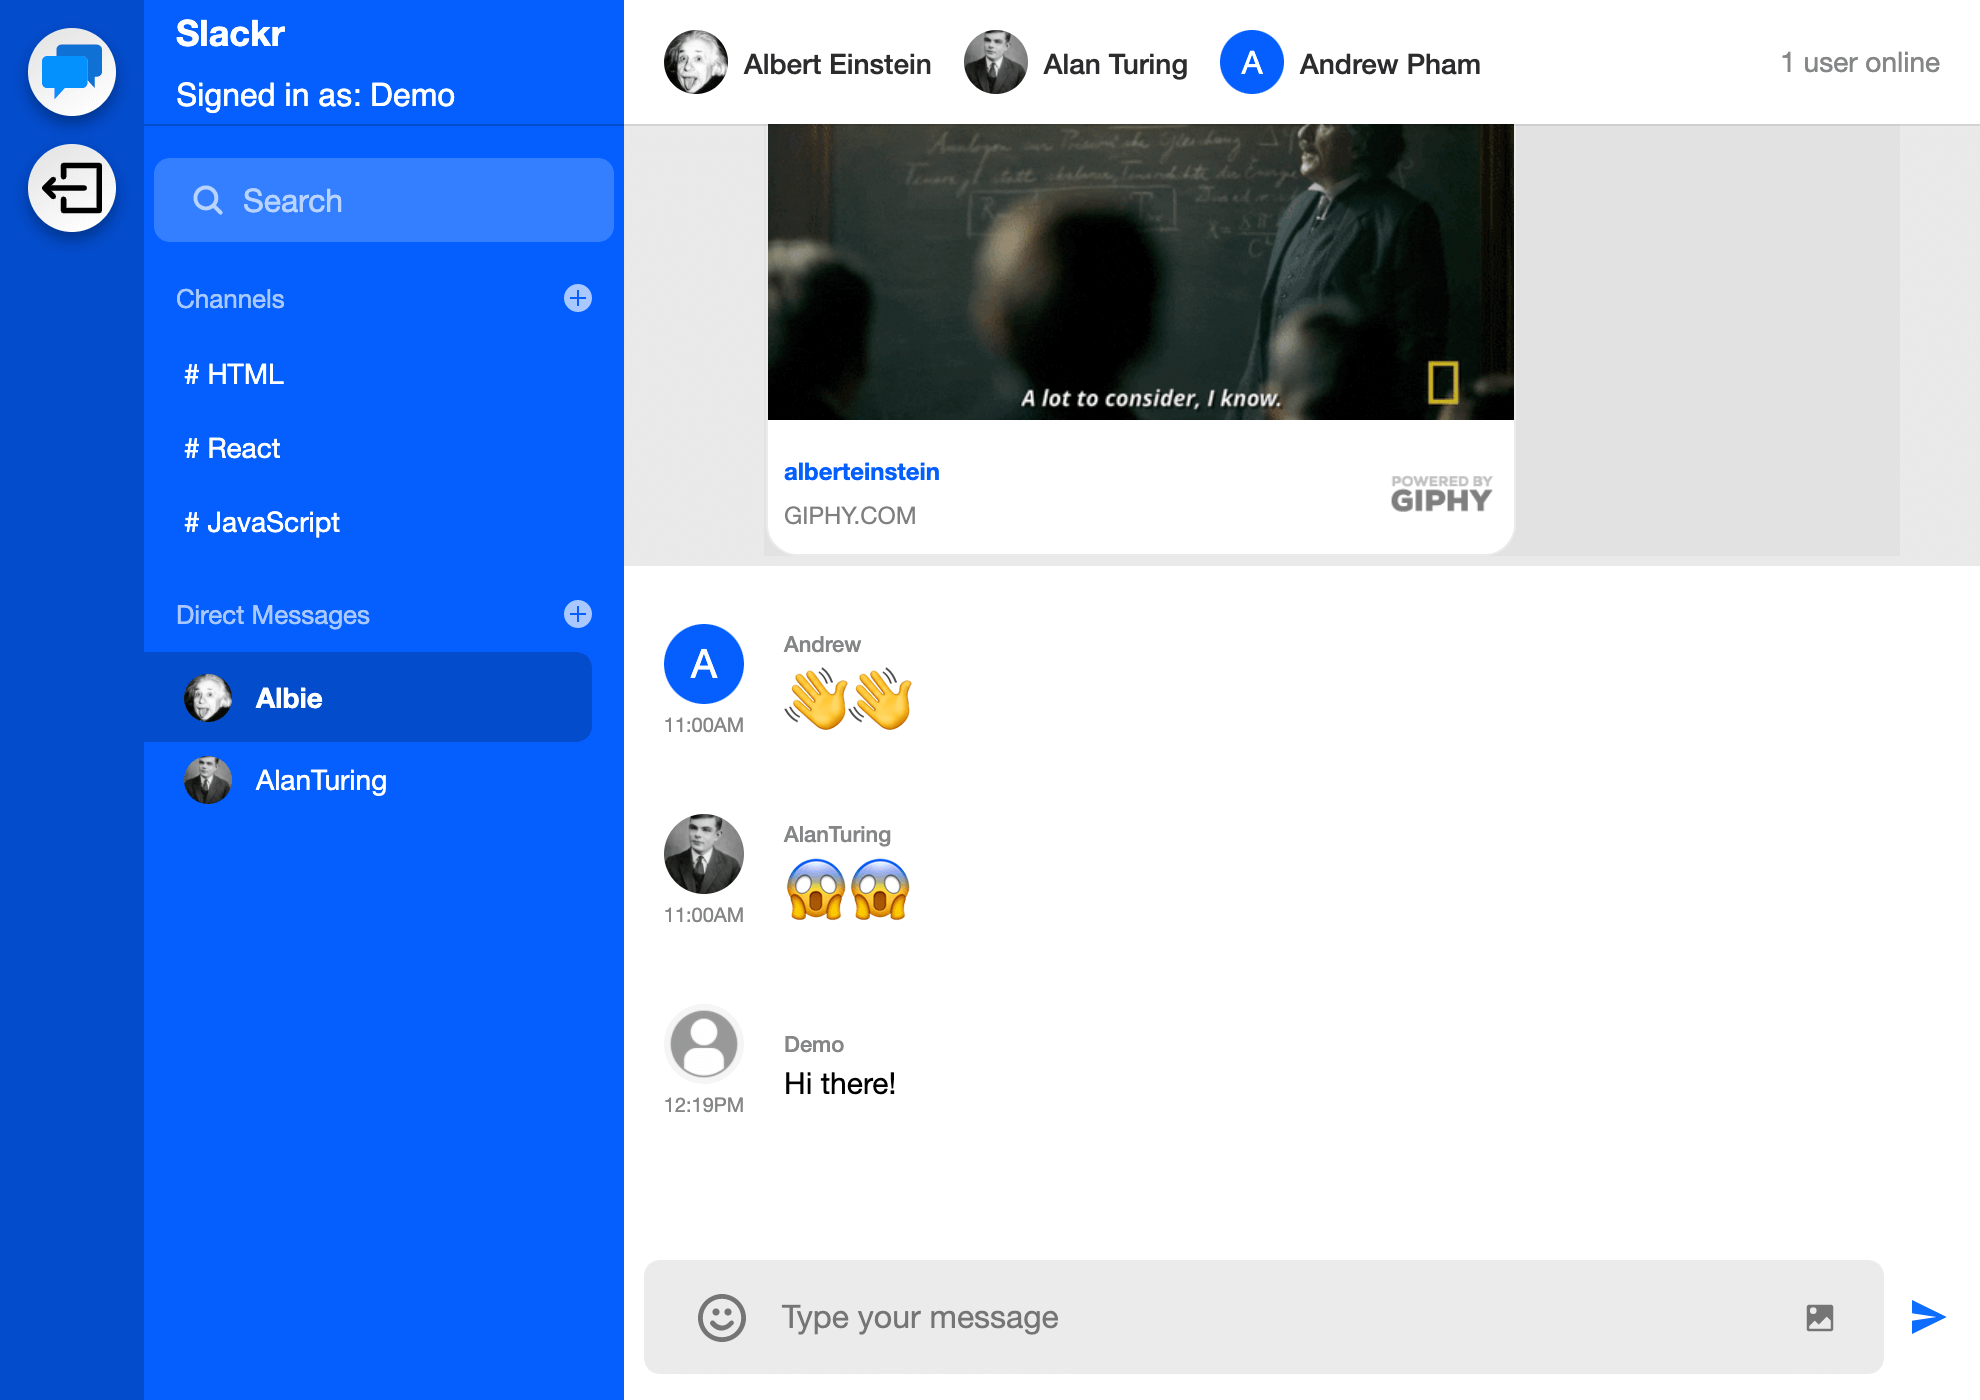 Slackr
Signed in as: Demo
Search
Channels
# HTML
# React
# JavaScript
Direct Messages
Albie
AlanTuring
Albert Einstein
Alan Turing
A
Andrew Pham
1 user online
A lot to consider, I know.
alberteinstein
GIPHY.COM
POWERED BY
GIPHY
A
Andrew
11:00AM
AlanTuring
11:00AM
Demo
Hi there!
12:19PM
Type your message